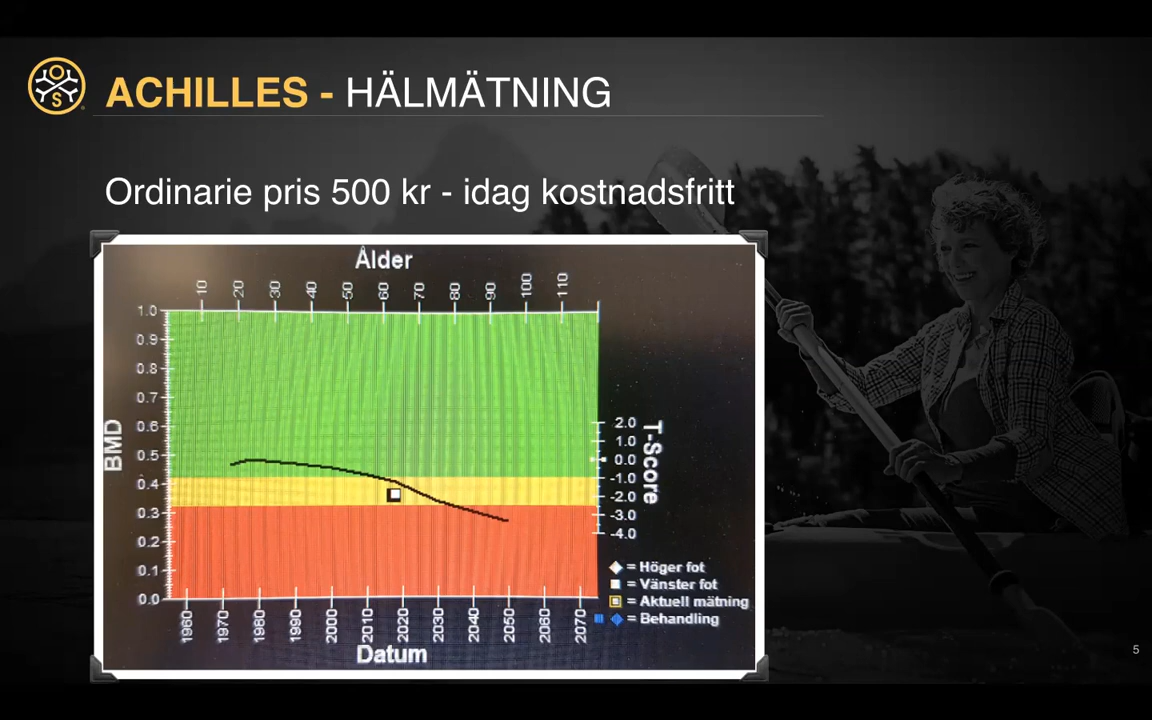 ACHILLES - HÄLMÄTNING
Ordinarie pris 500 kr - idag kostnadsfritt
Ålder
10 20 30 40 50 60 70 80 90 100 110
BMD
1.0
0.9
0.8
0.7
0.6
0.5
0.4
0.3
0.2
0.1
0.0
T-Score
2.0
1.0
0.0
-1.0
-2.0
-3.0
-4.0
= Höger fot
= Vänster fot
= Aktuell mätning
= Behandling
1960 1970 1980 1990 2000 2010 2020 2030 2040 2050 2060 2070
Datum
OS
5